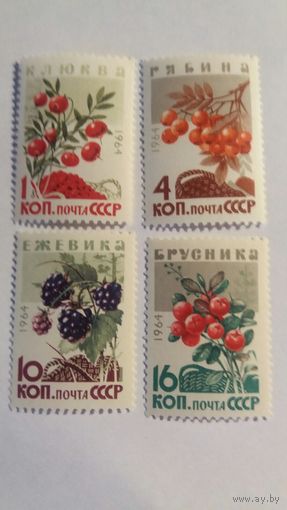 КЛЮКВА
1964
1 КОП. ПОЧТА СССР
РЯБИНА
1964
4 КОП. ПОЧТА СССР
ЕЖЕВИКА
1964
10 КОП. ПОЧТА СССР
БРУСНИКА
1964
16 КОП. ПОЧТА СССР
www.ay.by